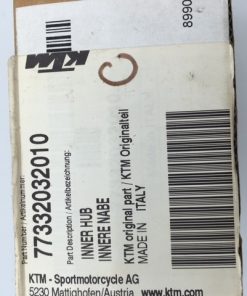 KTM
C
8990
Part Number / Artikelnummer:
77332032010
Part Description / Artikelbezeichnung:
INNER HUB
INNERE NABE
KTM original part / KTM Originalteil
MADE IN ITALY
KTM - Sportmotorcycle AG
5230 Mattighofen/Austria www.ktm.com